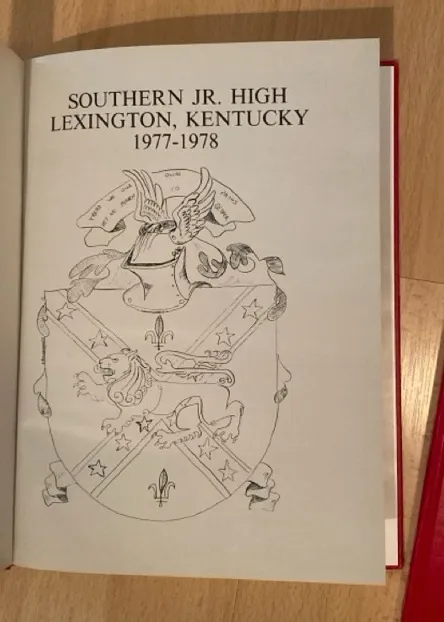 SOUTHERN JR. HIGH
LEXINGTON, KENTUCKY
1977-1978